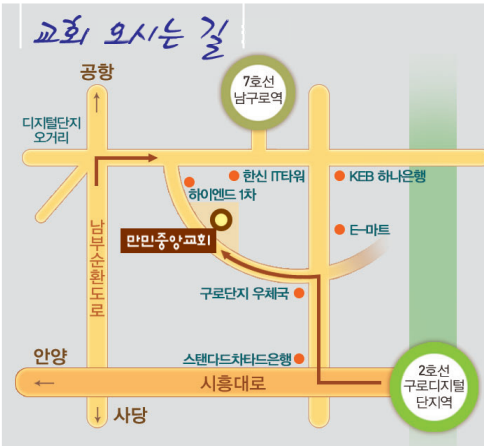 교회 오시는 길
공항
7호선
남구로역
디지털단지
오거리
한신 IT타워
KEB 하나은행
하이엔드 1차
E-마트
만민중앙교회
남부순환도로
구로단지 우체국
안양
스탠다드차타드은행
시흥대로
2호선
구로디지털
단지역
사당